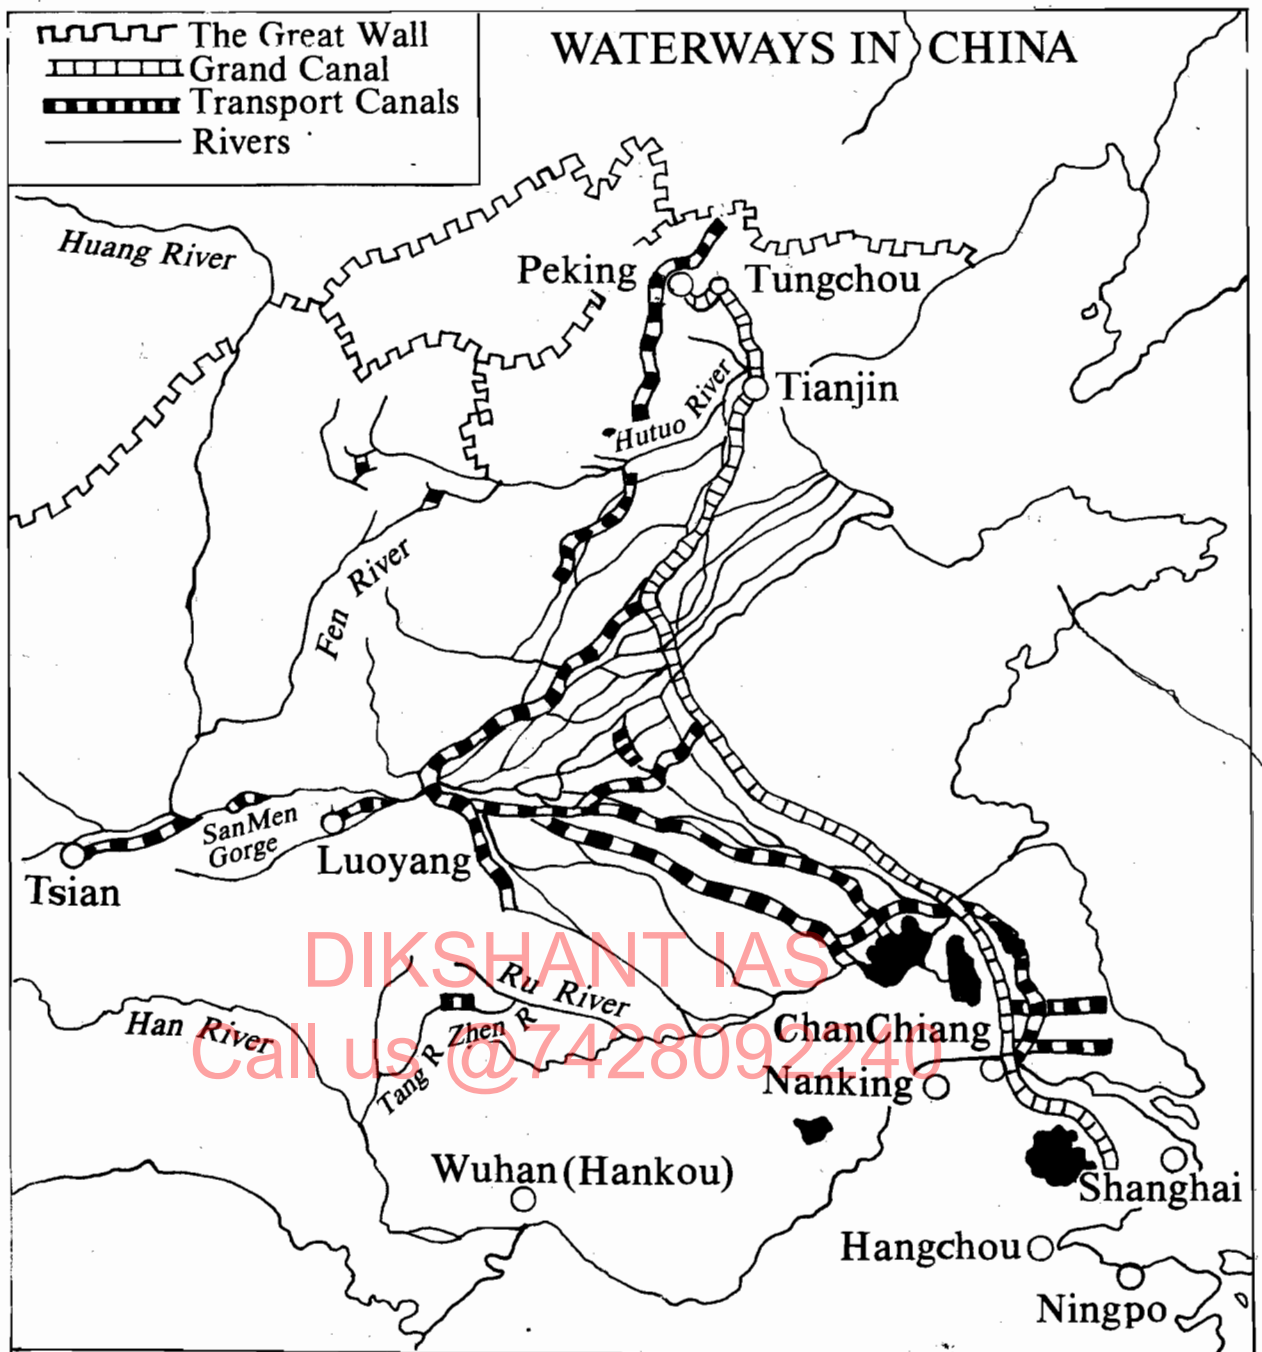 The Great Wall
Grand Canal
Transport Canals
Rivers
WATERWAYS IN CHINA
Huang River
Peking
Tungchou
Tianjin
Hutuo River
Fen River
SanMen
Gorge
Luoyang
Tsian
DIKSHANT IAS
Ru River
Han River
Zhen R
Tang R
ChanChiang
Call us @7428092240
Nanking
Wuhan (Hankou)
Shanghai
Hangchou
Ningpo